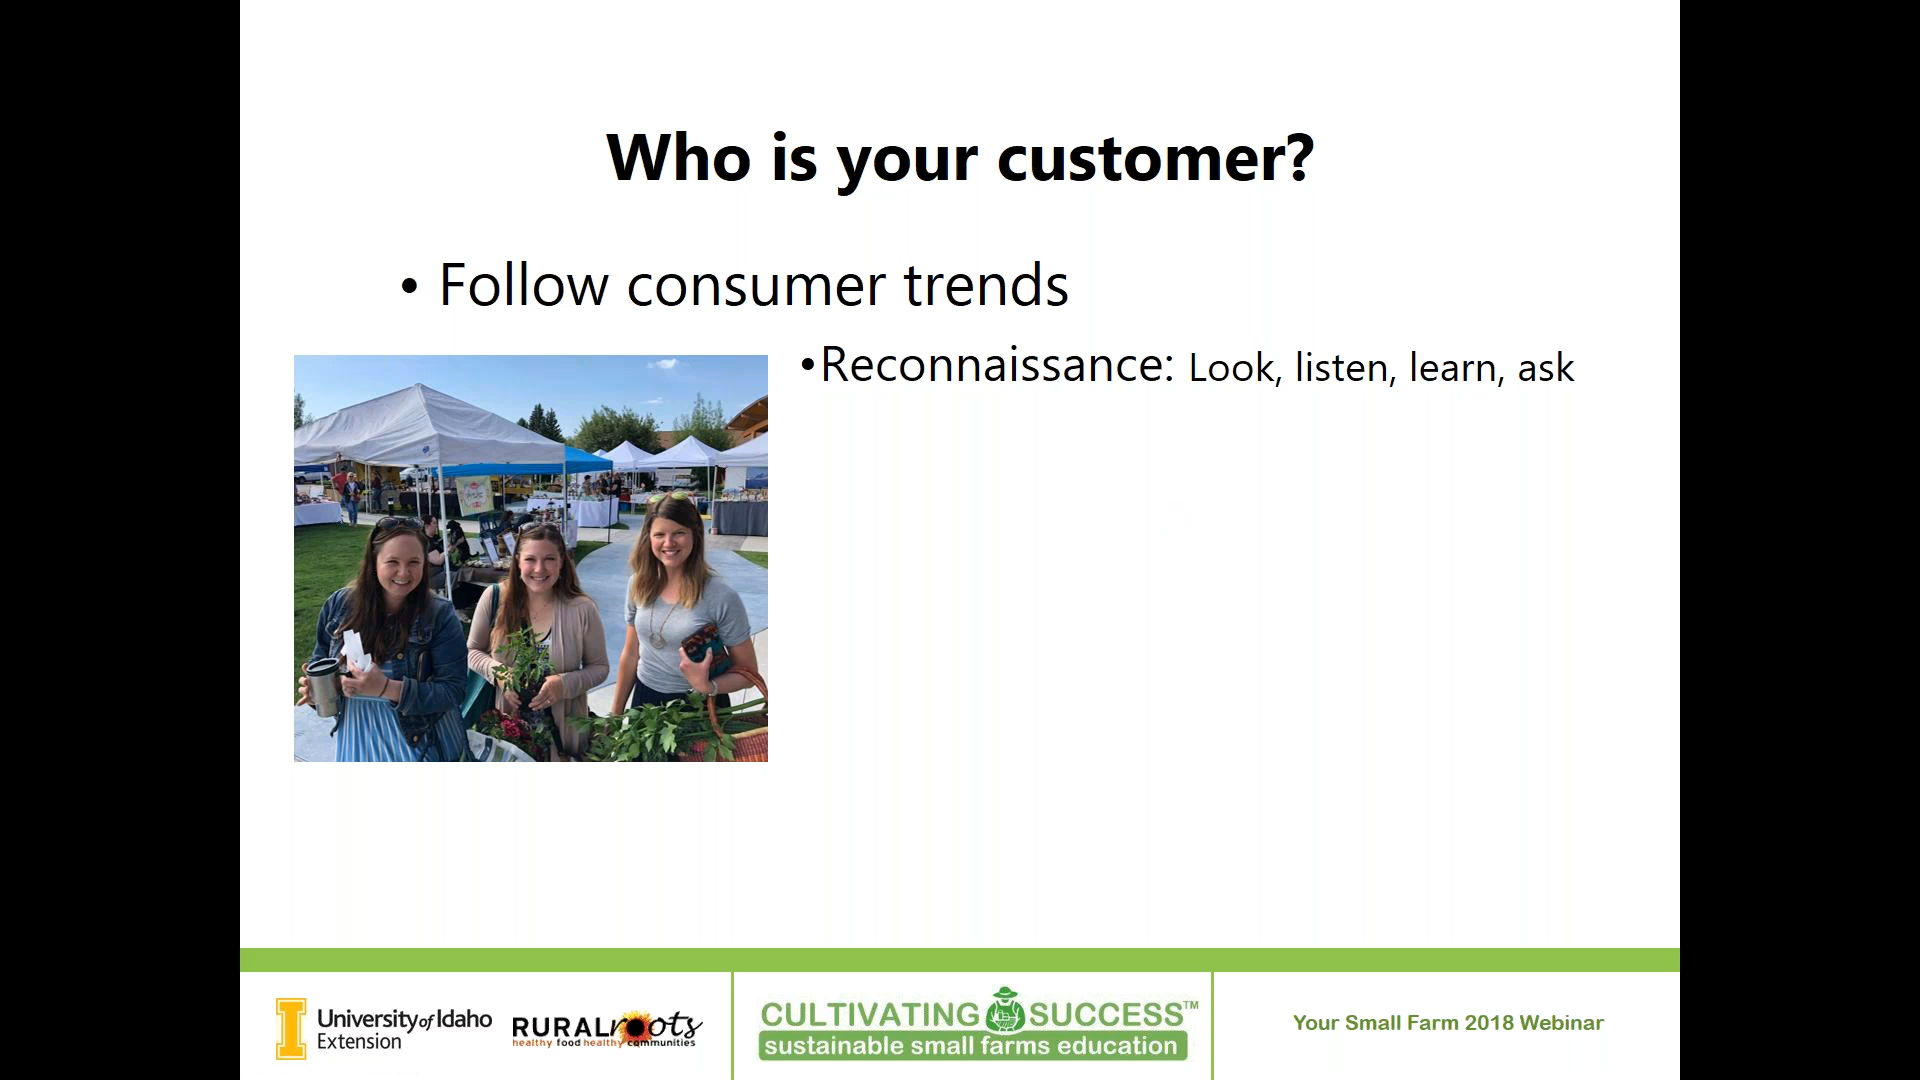 Who is your customer?
• Follow consumer trends
•Reconnaissance: Look, listen, learn, ask
University of Idaho
Extension
RURALroots
healthy food healthy communities
CULTIVATING SUCCESS™
sustainable small farms education
Your Small Farm 2018 Webinar